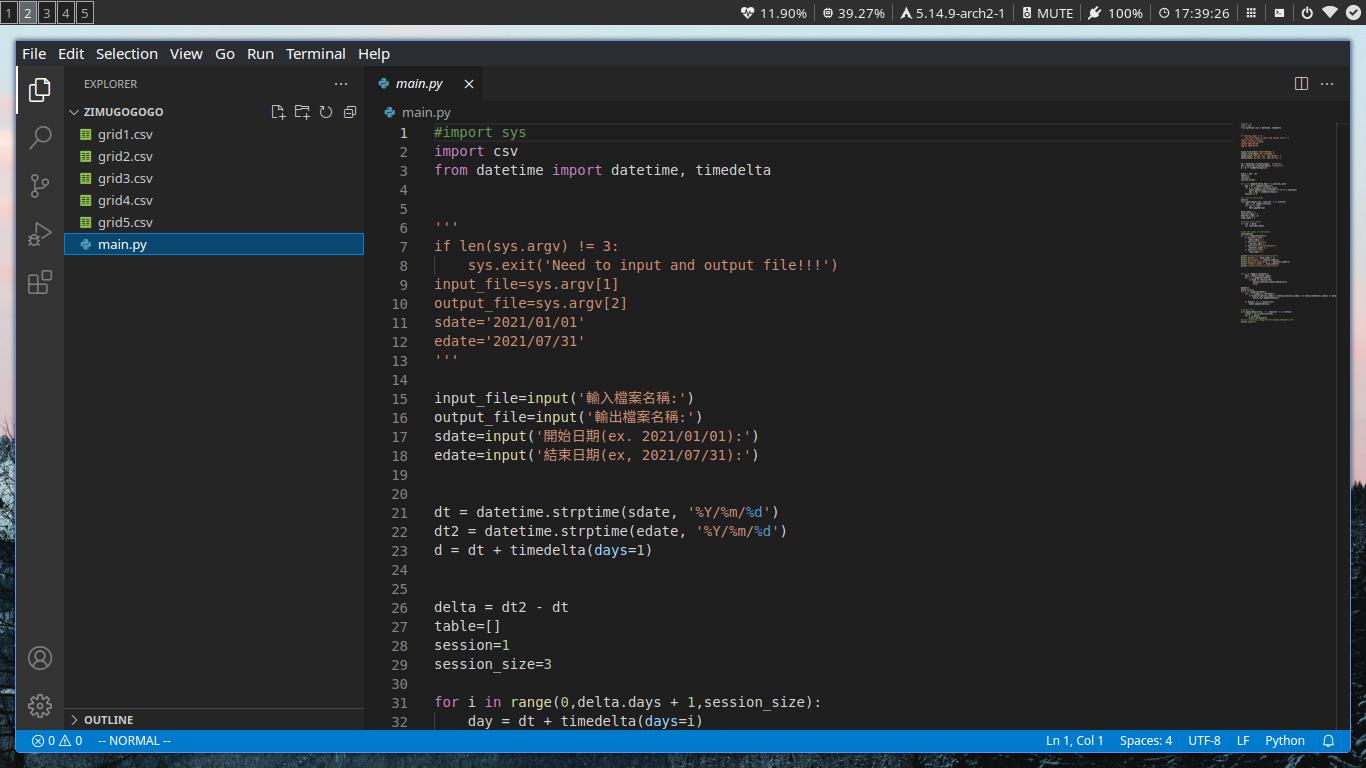 1 2 3 4 5 11.90% 39.27% 5.14.9-arch2-1 MUTE 100% 17:39:26
File Edit Selection View Go Run Terminal Help
EXPLORER ···
main.py
ZIMUGOGOGO
grid1.csv
grid2.csv
grid3.csv
grid4.csv
grid5.csv
main.py
OUTLINE
main.py
1 #import sys
2 import csv
3 from datetime import datetime, timedelta
4
5
6 '''
7 if len(sys.argv) != 3:
8     sys.exit('Need to input and output file!!!')
9 input_file=sys.argv[1]
10 output_file=sys.argv[2]
11 sdate='2021/01/01'
12 edate='2021/07/31'
13 '''
14
15 input_file=input('輸入檔案名稱:')
16 output_file=input('輸出檔案名稱:')
17 sdate=input('開始日期(ex. 2021/01/01):')
18 edate=input('結束日期(ex, 2021/07/31):')
19
20
21 dt = datetime.strptime(sdate, '%Y/%m/%d')
22 dt2 = datetime.strptime(edate, '%Y/%m/%d')
23 d = dt + timedelta(days=1)
24
25
26 delta = dt2 - dt
27 table=[]
28 session=1
29 session_size=3
30
31 for i in range(0,delta.days + 1,session_size):
32     day = dt + timedelta(days=i)
0 0 -- NORMAL -- Ln 1, Col 1 Spaces: 4 UTF-8 LF Python